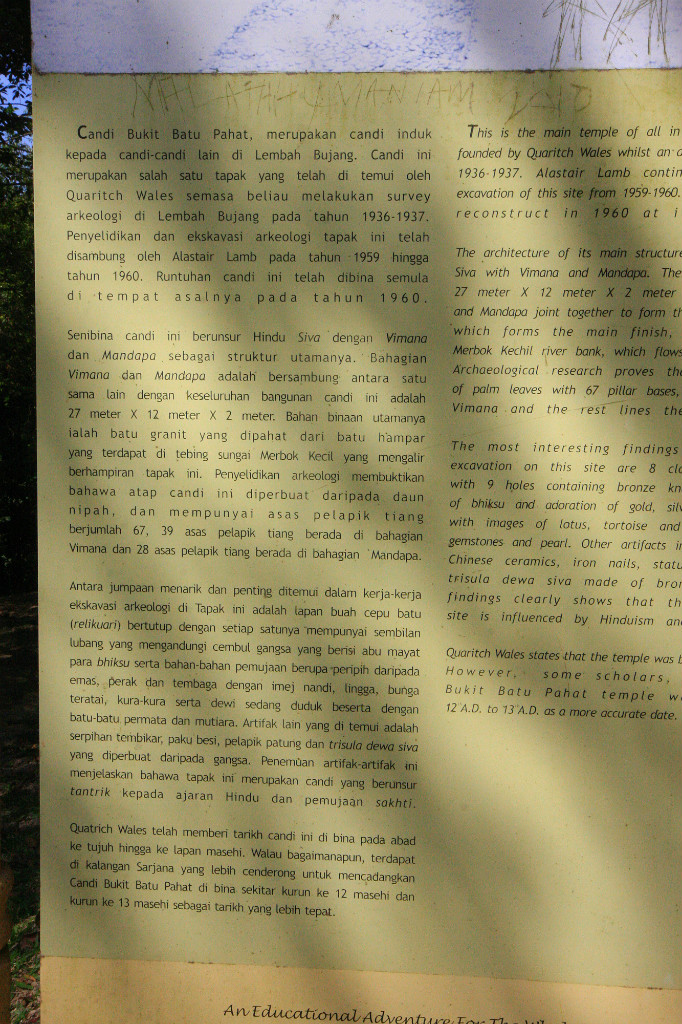 Candi Bukit Batu Pahat, merupakan candi induk
kepada candi-candi lain di Lembah Bujang. Candi ini
merupakan salah satu tapak yang telah di temui oleh
Quaritch Wales semasa beliau melakukan survey
arkeologi di Lembah Bujang pada tahun 1936-1937.
Penyelidikan dan ekskavasi arkeologi tapak ini telah
disambung oleh Alastair Lamb pada tahun 1959 hingga
tahun 1960. Runtuhan candi ini telah dibina semula
di tempat asalnya pada tahun 1960.
Senibina candi ini berunsur Hindu Siva dengan Vimana
dan Mandapa sebagai struktur utamanya. Bahagian
Vimana dan Mandapa adalah bersambung antara satu
sama lain dengan keseluruhan bangunan candi ini adalah
27 meter X 12 meter X 2 meter. Bahan binaan utamanya
ialah batu granit yang dipahat dari batu hampar
yang terdapat di tebing sungai Merbok Kecil yang mengalir
berhampiran tapak ini. Penyelidikan arkeologi membuktikan
bahawa atap candi ini diperbuat daripada daun
nipah, dan mempunyai asas pelapik tiang
berjumlah 67, 39 asas pelapik tiang berada di bahagian
Vimana dan 28 asas pelapik tiang berada di bahagian Mandapa.
Antara jumpaan menarik dan penting ditemui dalam kerja-kerja
ekskavasi arkeologi di Tapak ini adalah lapan buah cepu batu
(relikuari) bertutup dengan setiap satunya mempunyai sembilan
lubang yang mengandungi cembul gangsa yang berisi abu mayat
para bhiksu serta bahan-bahan pemujaan berupa peripih daripada
emas, perak dan tembaga dengan imej nandi, lingga, bunga
teratai, kura-kura serta dewi sedang duduk beserta dengan
batu-batu permata dan mutiara. Artifak lain yang di temui adalah
serpihan tembikar, paku besi, pelapik patung dan trisula dewa siva
yang diperbuat daripada gangsa. Penemuan artifak-artifak ini
menjelaskan bahawa tapak ini merupakan candi yang berunsur
tantrik kepada ajaran Hindu dan pemujaan sakhti.
Quatrich Wales telah memberi tarikh candi ini di bina pada abad
ke tujuh hingga ke lapan masehi. Walau bagaimanapun, terdapat
di kalangan Sarjana yang lebih cenderong untuk mencadangkan
Candi Bukit Batu Pahat di bina sekitar kurun ke 12 masehi dan
kurun ke 13 masehi sebagai tarikh yang lebih tepat.
This is the main temple of all in
founded by Quaritch Wales whilst an
1936-1937. Alastair Lamb
excavation of this site from 1959-1960.
reconstruct in 1960 at
The architecture of its main structure
Siva with Vimana and Mandapa. The
27 meter X 12 meter X 2 meter
and Mandapa joint together to form
which forms the main finish,
Merbok Kechil river bank, which flows
Archaeological research proves
of palm leaves with 67 pillar bases,
Vimana and the rest lines
The most interesting findings
excavation on this site are 8
with 9 holes containing bronze
of bhiksu and adoration of gold,
with images of lotus, tortoise and
gemstones and pearl. Other artifacts
Chinese ceramics, iron nails,
trisula dewa siva made of
findings clearly shows that
site is influenced by Hinduism
Quaritch Wales states that the temple was
However, some scholars,
Bukit Batu Pahat temple
12 A.D. to 13 A.D. as a more accurate date.
An Educational Adventure For The